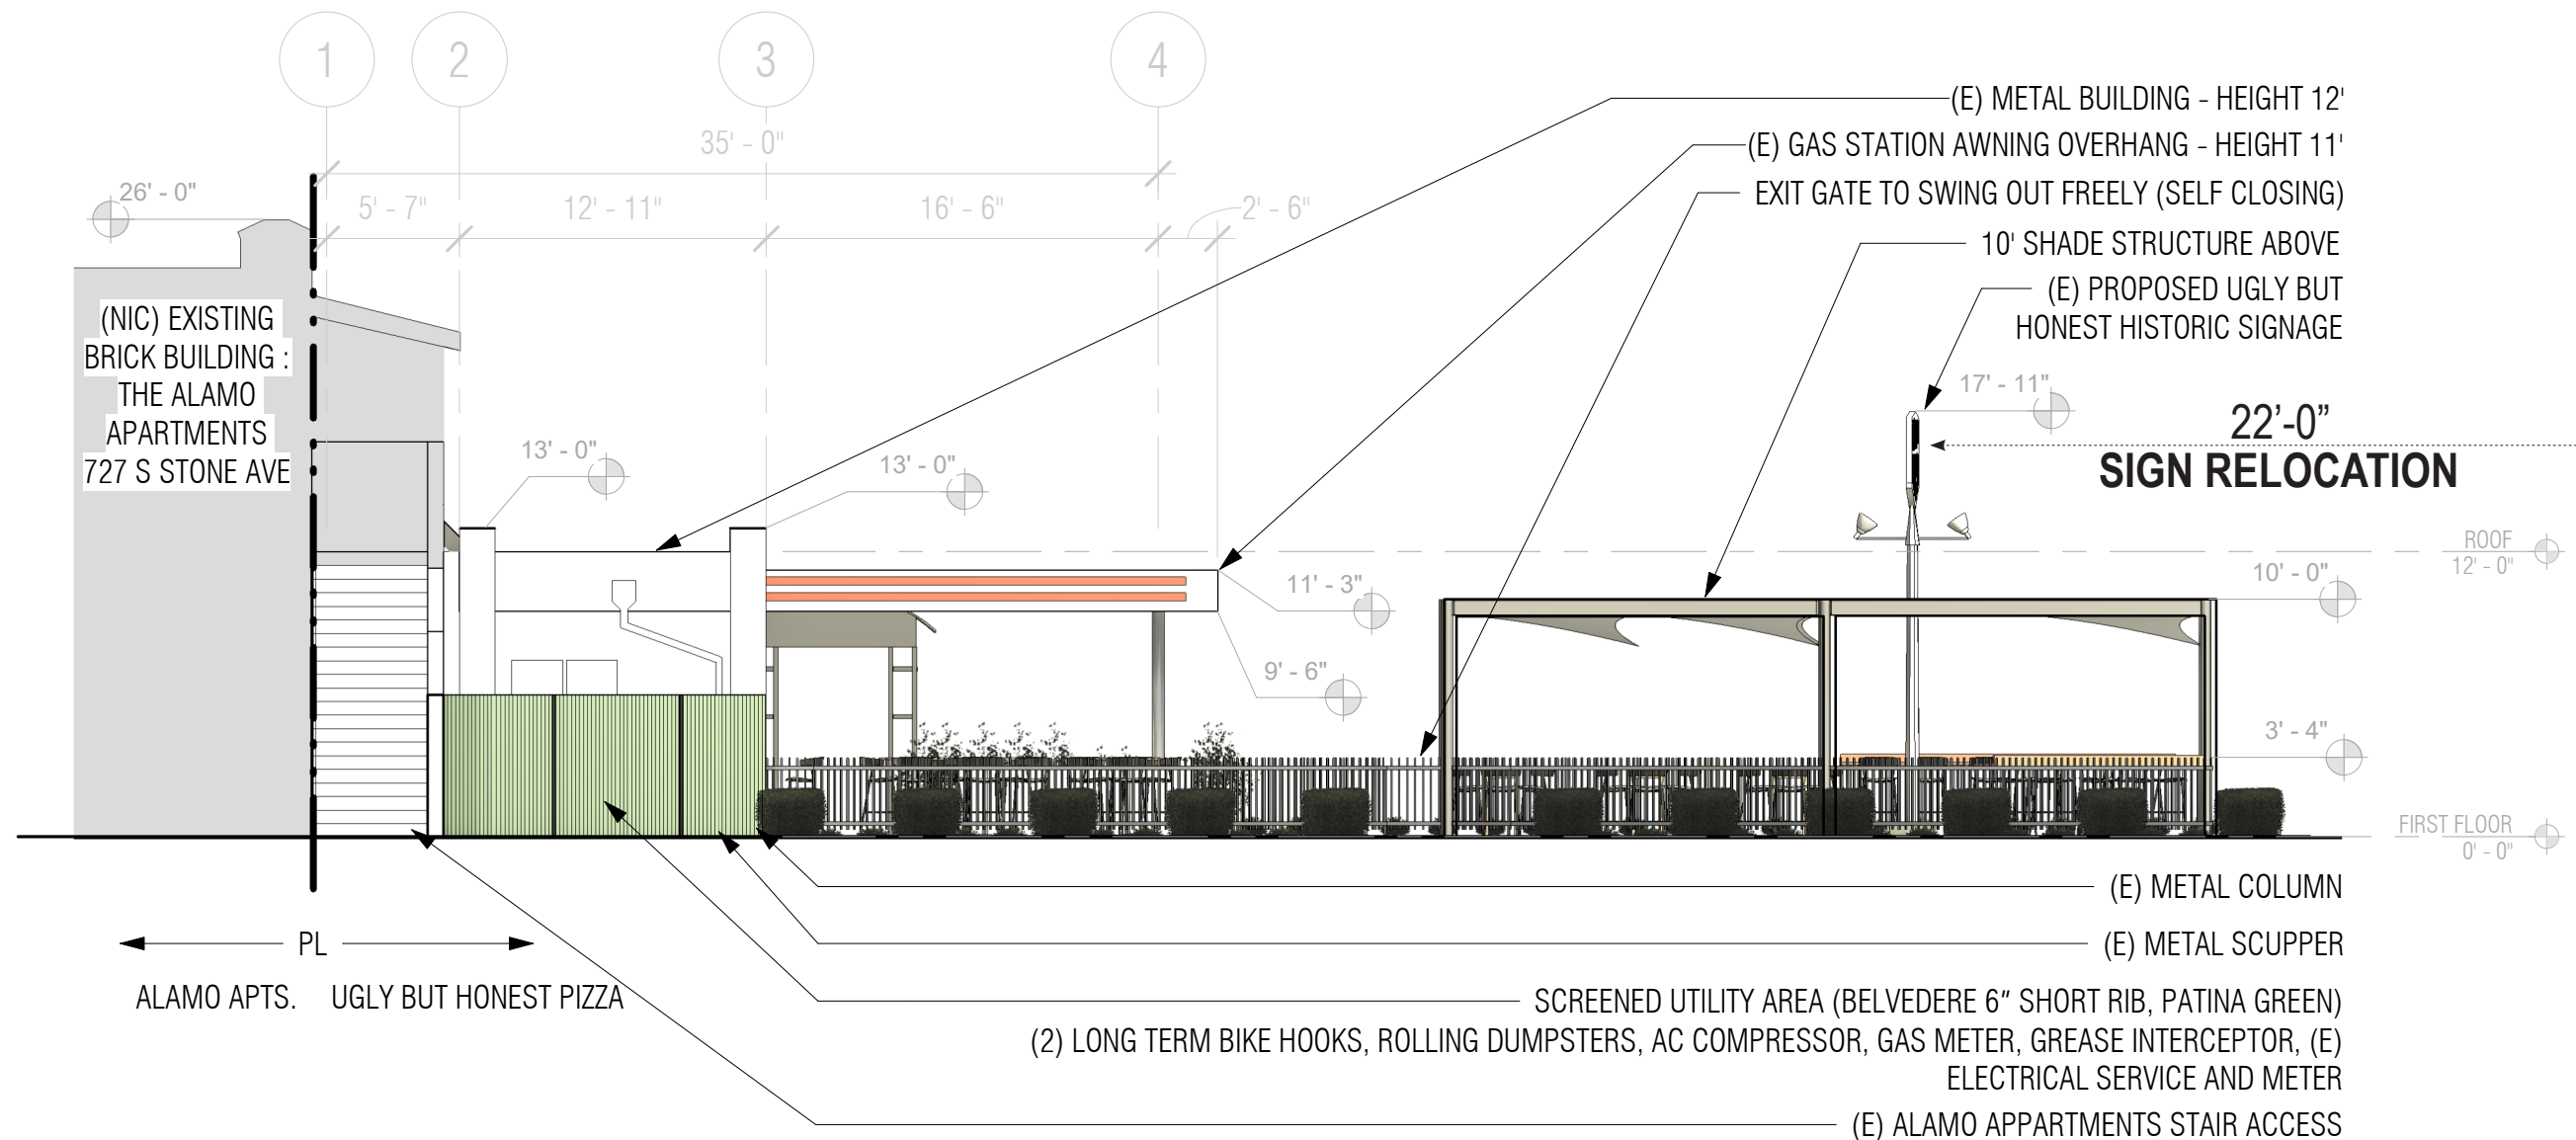 1
2
3
4
(E) METAL BUILDING - HEIGHT 12'
35' - 0"
(E) GAS STATION AWNING OVERHANG - HEIGHT 11'
26' - 0"
5' - 7"
12' - 11"
16' - 6"
2' - 6"
EXIT GATE TO SWING OUT FREELY (SELF CLOSING)
10' SHADE STRUCTURE ABOVE
(E) PROPOSED UGLY BUT
HONEST HISTORIC SIGNAGE
(NIC) EXISTING
BRICK BUILDING :
THE ALAMO
APARTMENTS
727 S STONE AVE
17' - 11"
22’-0”
SIGN RELOCATION
13' - 0"
13' - 0"
ROOF
12' - 0"
11' - 3"
10' - 0"
9' - 6"
3' - 4"
FIRST FLOOR
0' - 0"
(E) METAL COLUMN
PL
(E) METAL SCUPPER
ALAMO APTS.
UGLY BUT HONEST PIZZA
SCREENED UTILITY AREA (BELVEDERE 6” SHORT RIB, PATINA GREEN)
(2) LONG TERM BIKE HOOKS, ROLLING DUMPSTERS, AC COMPRESSOR, GAS METER, GREASE INTERCEPTOR, (E)
ELECTRICAL SERVICE AND METER
(E) ALAMO APPARTMENTS STAIR ACCESS